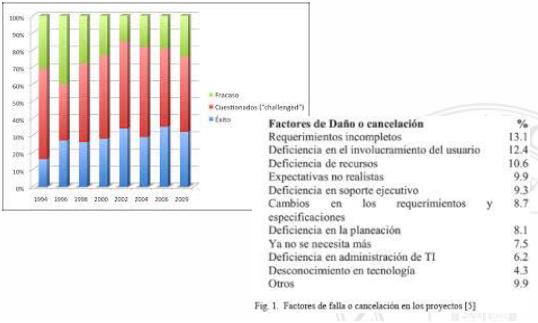 100%
90%
80%
70%
60%
50%
40%
30%
20%
10%
0%
1994 1996 1998 2000 2002 2004 2006 2009
Fracaso
Cuestionados ("challenged")
Éxito
Factores de Daño o cancelación %
Requerimientos incompletos 13.1
Deficiencia en el involucramiento del usuario 12.4
Deficiencia de recursos 10.6
Expectativas no realistas 9.9
Deficiencia en soporte ejecutivo 9.3
Cambios en los requerimientos y 8.7
especificaciones
Deficiencia en la planeación 8.1
Ya no se necesita más 7.5
Deficiencia en administración de TI 6.2
Desconocimiento en tecnología 4.3
Otros 9.9
Fig. 1. Factores de falla o cancelación en los proyectos [5]